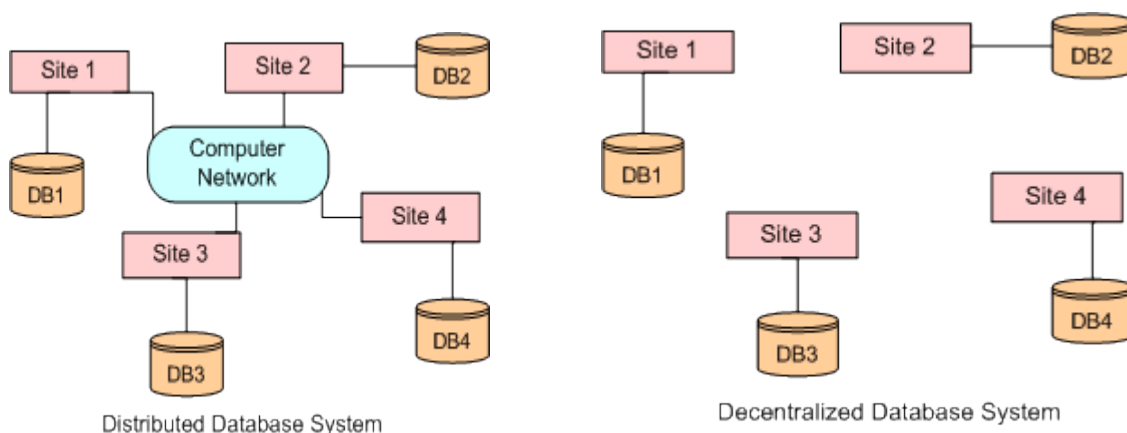 Site 1
Site 2
DB2
Computer
Network
DB1
Site 4
Site 3
DB4
DB3
Distributed Database System
Site 1
Site 2
DB2
DB1
Site 4
Site 3
DB4
DB3
Decentralized Database System